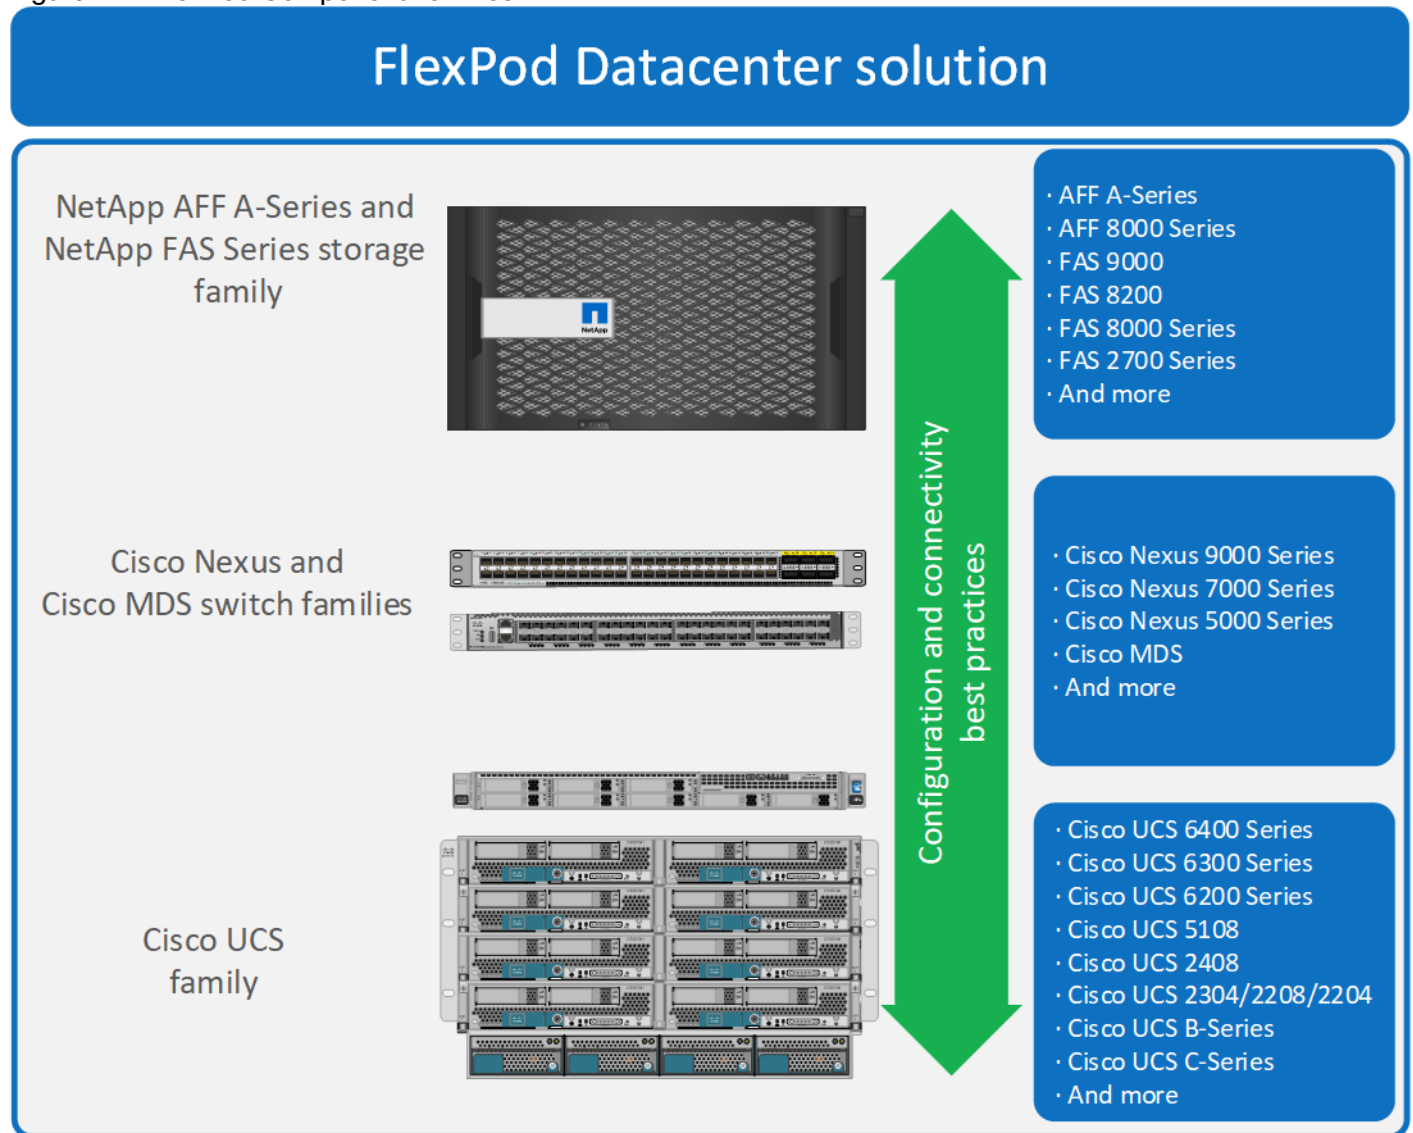 FlexPod Datacenter solution
NetApp AFF A-Series and
NetApp FAS Series storage
family
NetApp
· AFF A-Series
· AFF 8000 Series
· FAS 9000
· FAS 8200
· FAS 8000 Series
· FAS 2700 Series
· And more
Configuration and connectivity
best practices
Cisco Nexus and
Cisco MDS switch families
· Cisco Nexus 9000 Series
· Cisco Nexus 7000 Series
· Cisco Nexus 5000 Series
· Cisco MDS
· And more
Cisco UCS
family
· Cisco UCS 6400 Series
· Cisco UCS 6300 Series
· Cisco UCS 6200 Series
· Cisco UCS 5108
· Cisco UCS 2408
· Cisco UCS 2304/2208/2204
· Cisco UCS B-Series
· Cisco UCS C-Series
· And more